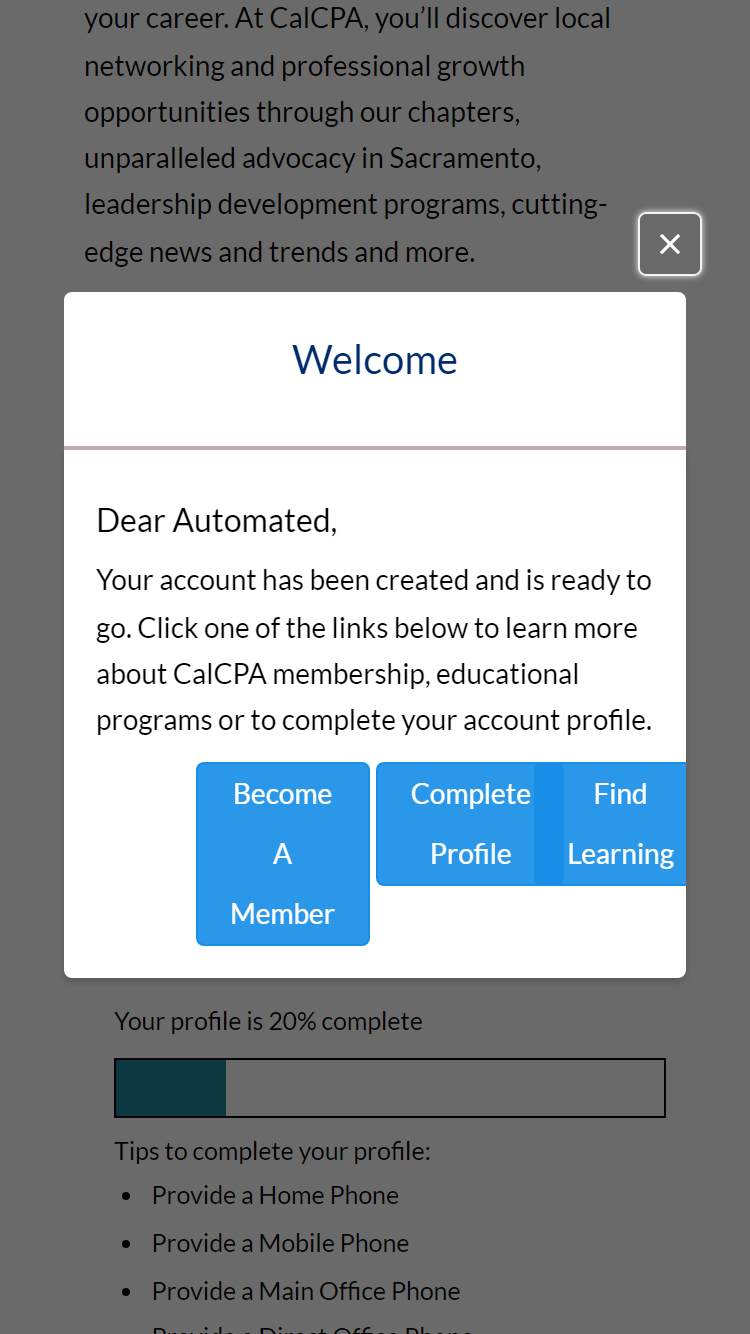 your career. At CalCPA, you’ll discover local
networking and professional growth
opportunities through our chapters,
unparalleled advocacy in Sacramento,
leadership development programs, cutting-
edge news and trends and more.
Welcome
Dear Automated,
Your account has been created and is ready to
go. Click one of the links below to learn more
about CalCPA membership, educational
programs or to complete your account profile.
Become
A
Member
Complete
Profile
Find
Learning
Your profile is 20% complete
Tips to complete your profile:
• Provide a Home Phone
• Provide a Mobile Phone
• Provide a Main Office Phone
Provide a Direct Office Phone